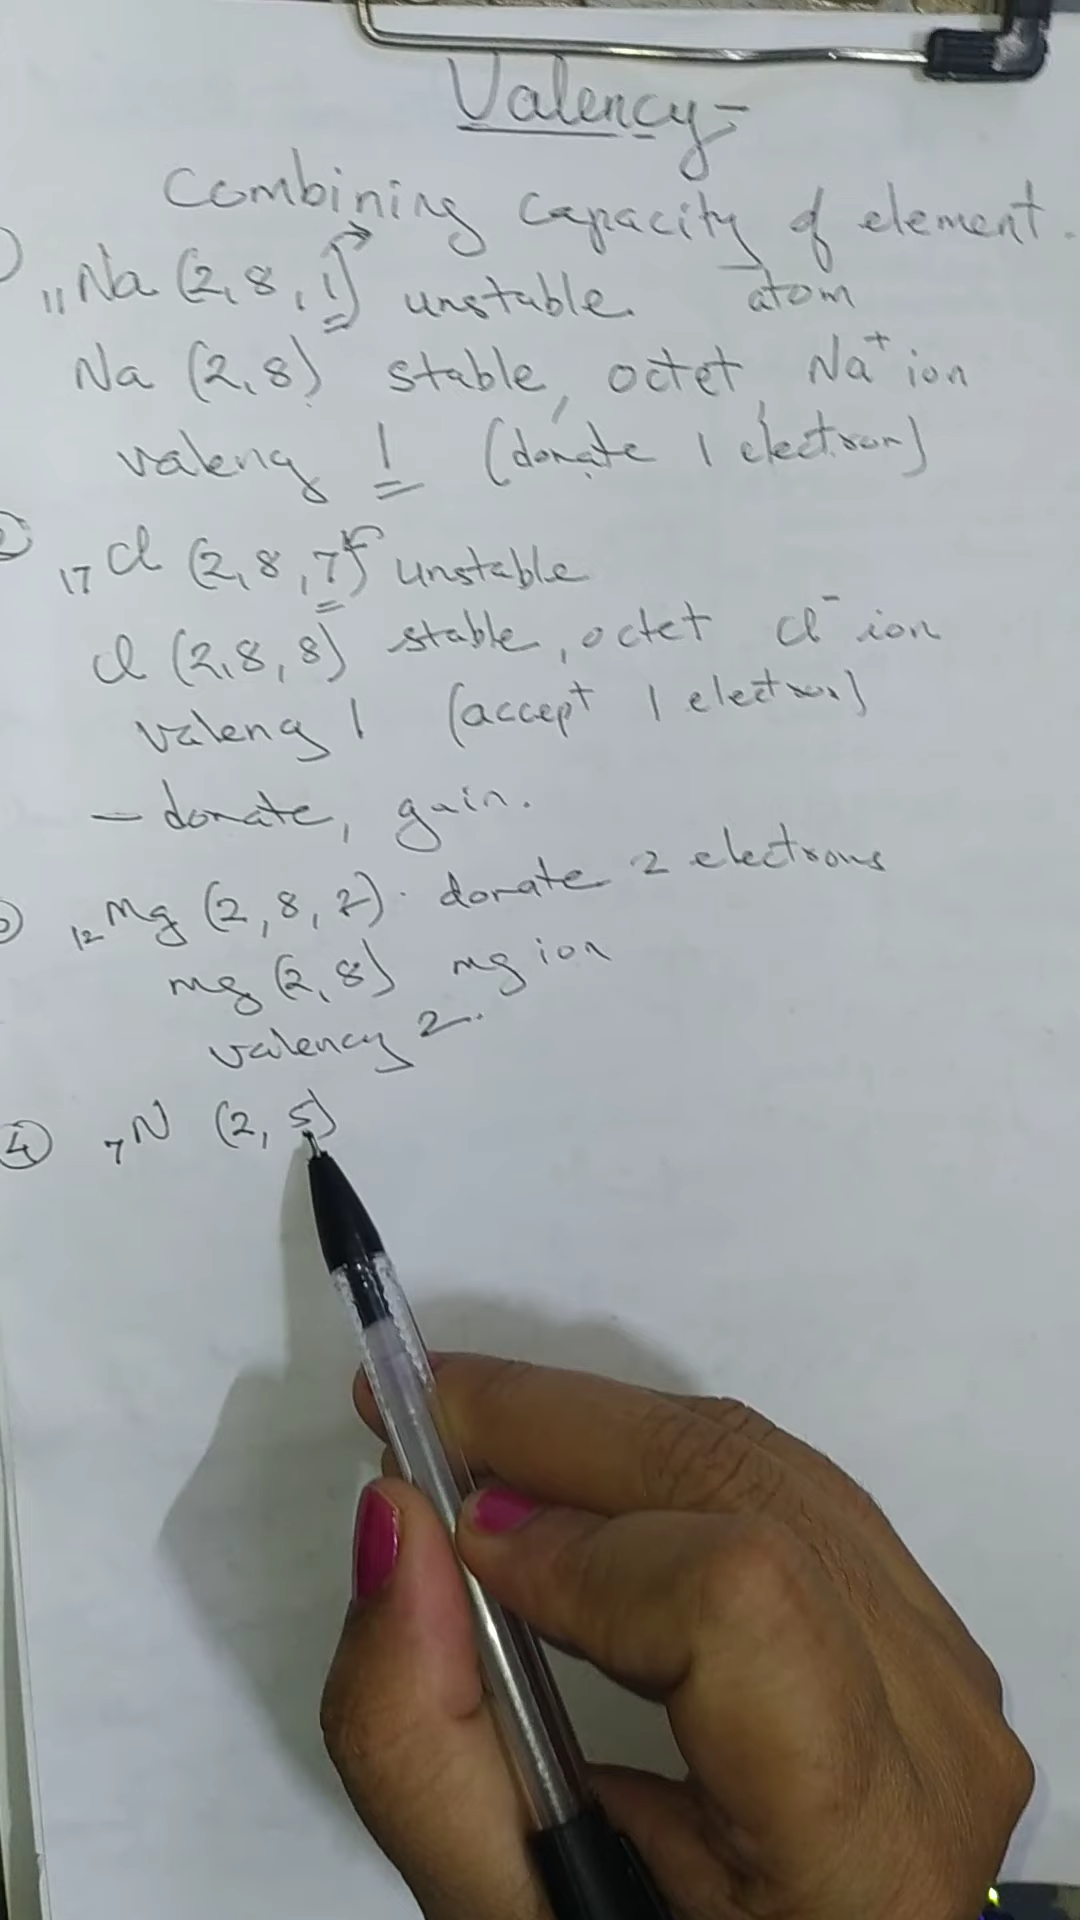 Valency-
Combining capacity of element.
atom
11Na (2,8,1) unstable.
Na (2,8) stable, octet, Na+ ion
valency 1 (donate 1 electron)
17Cl (2,8,7) unstable
Cl (2,8,8) stable, octet Cl- ion
valency 1 (accept 1 electron)
- donate, gain.
12Mg (2,8,2). donate 2 electrons
mg (2,8) mg ion
valency 2.
④ 7N (2,5)